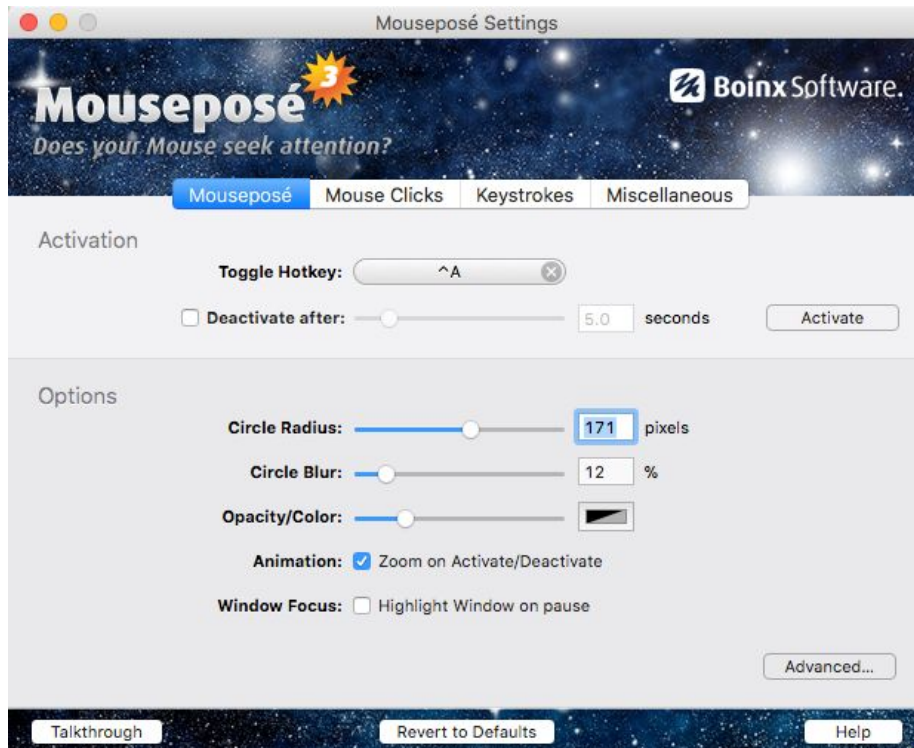 Mouseposé Settings
Mouseposé 3
Boinx Software.
Does your Mouse seek attention?
Mouseposé Mouse Clicks Keystrokes Miscellaneous
Activation
Toggle Hotkey: ^A
Deactivate after: 5.0 seconds Activate
Options
Circle Radius: 171 pixels
Circle Blur: 12 %
Opacity/Color:
Animation: Zoom on Activate/Deactivate
Window Focus: Highlight Window on pause
Advanced...
Talkthrough Revert to Defaults Help